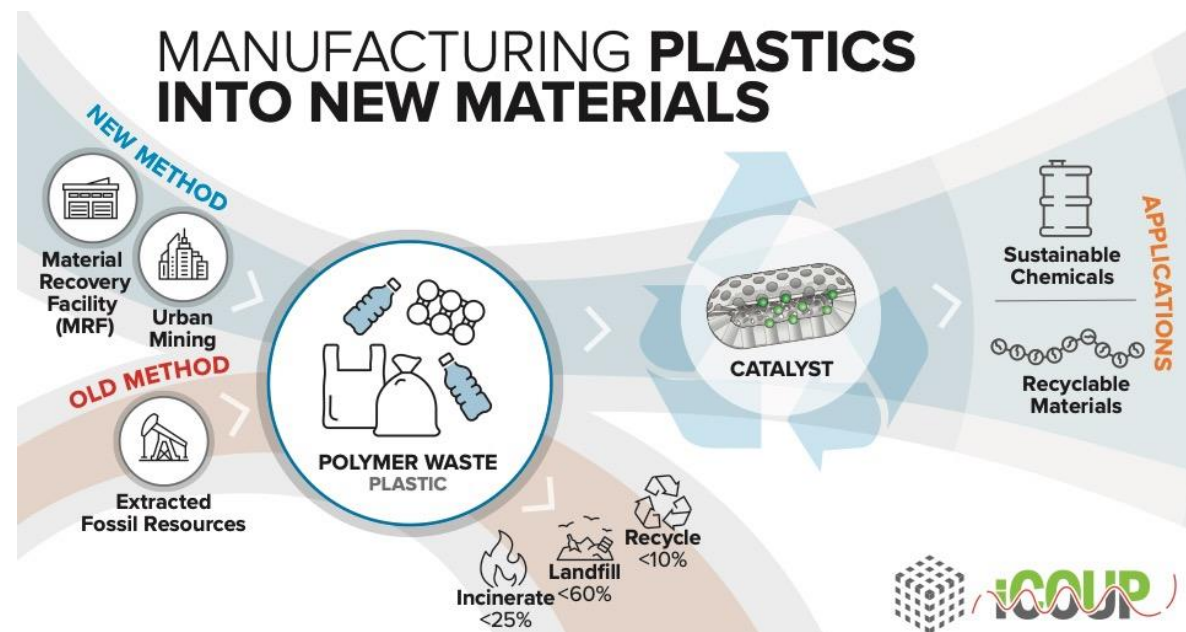 MANUFACTURING PLASTICS
INTO NEW MATERIALS
NEW METHOD
Material
Recovery
Facility
(MRF)
Urban
Mining
OLD METHOD
Extracted
Fossil Resources
POLYMER WASTE
PLASTIC
Incinerate
<25%
Landfill
<60%
Recycle
<10%
CATALYST
Sustainable
Chemicals
Recyclable
Materials
APPLICATIONS
iCOUP